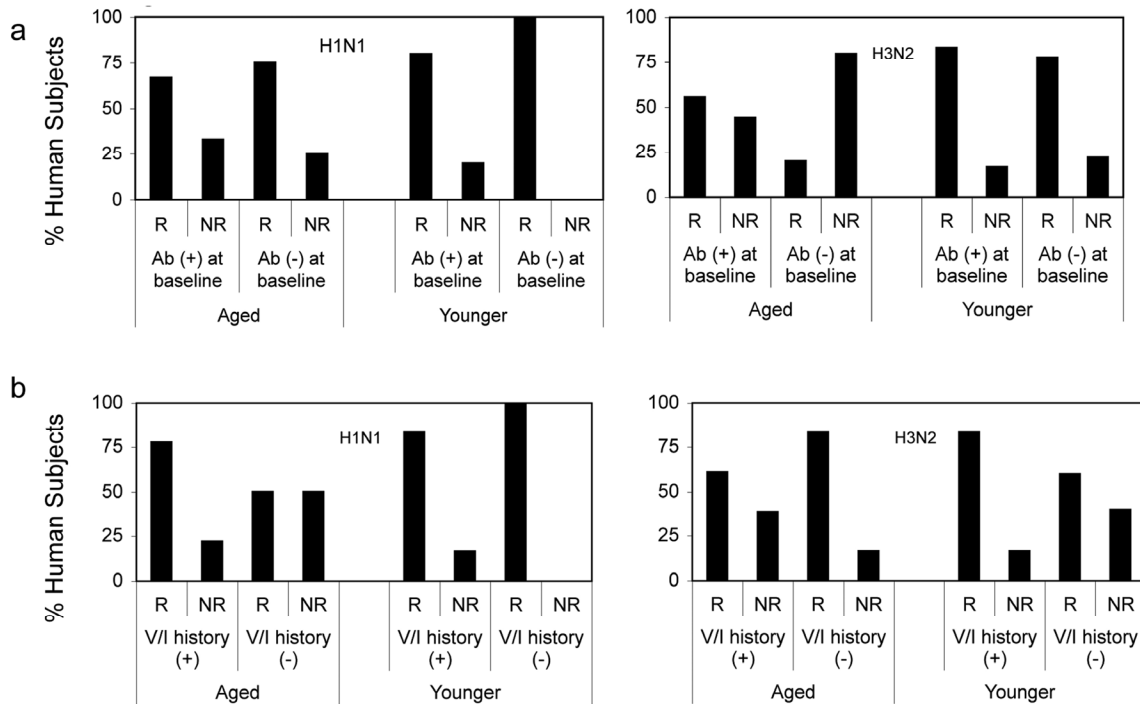 a
% Human Subjects
100
75
50
25
0
H1N1
R NR R NR R NR R NR
Ab (+) at baseline Ab (-) at baseline Ab (+) at baseline Ab (-) at baseline
Aged Younger
100
75
50
25
0
H3N2
R NR R NR R NR R NR
Ab (+) at baseline Ab (-) at baseline Ab (+) at baseline Ab (-) at baseline
Aged Younger
b
% Human Subjects
100
75
50
25
0
H1N1
R NR R NR R NR R NR
V/I history (+) V/I history (-) V/I history (+) V/I history (-)
Aged Younger
100
75
50
25
0
H3N2
R NR R NR R NR R NR
V/I history (+) V/I history (-) V/I history (+) V/I history (-)
Aged Younger